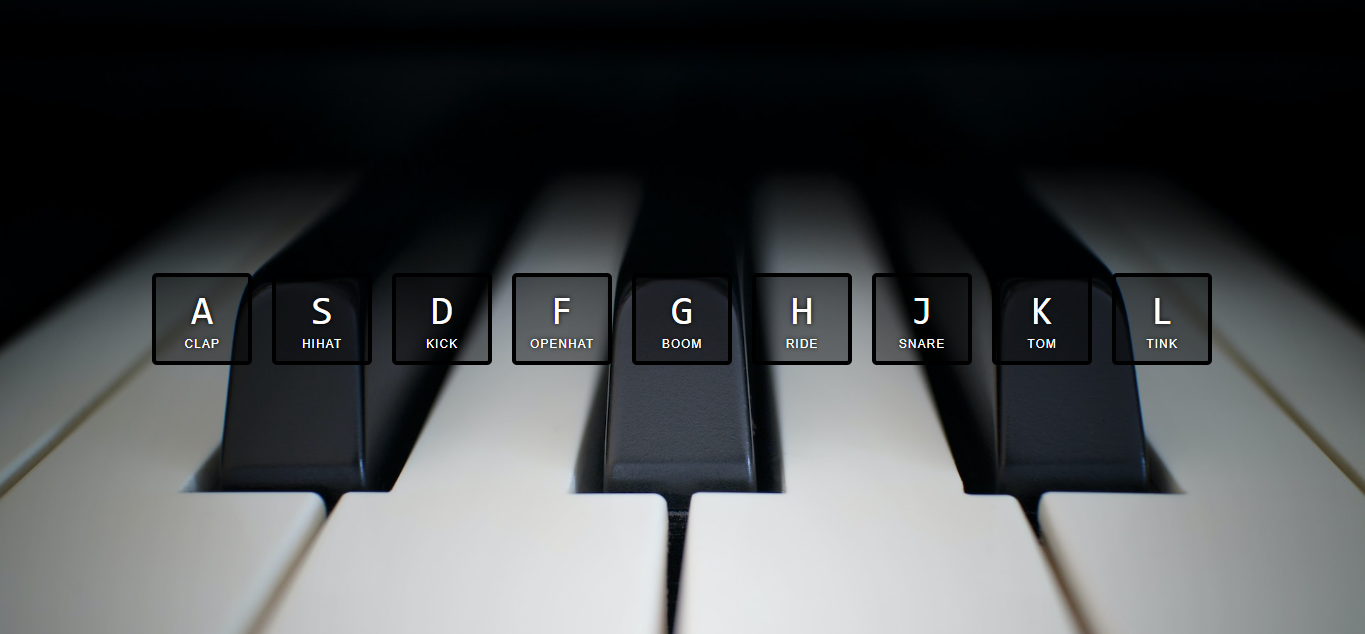 A S D F G H J K L
CLAP HIHAT KICK OPENHAT BOOM RIDE SNARE TOM TINK